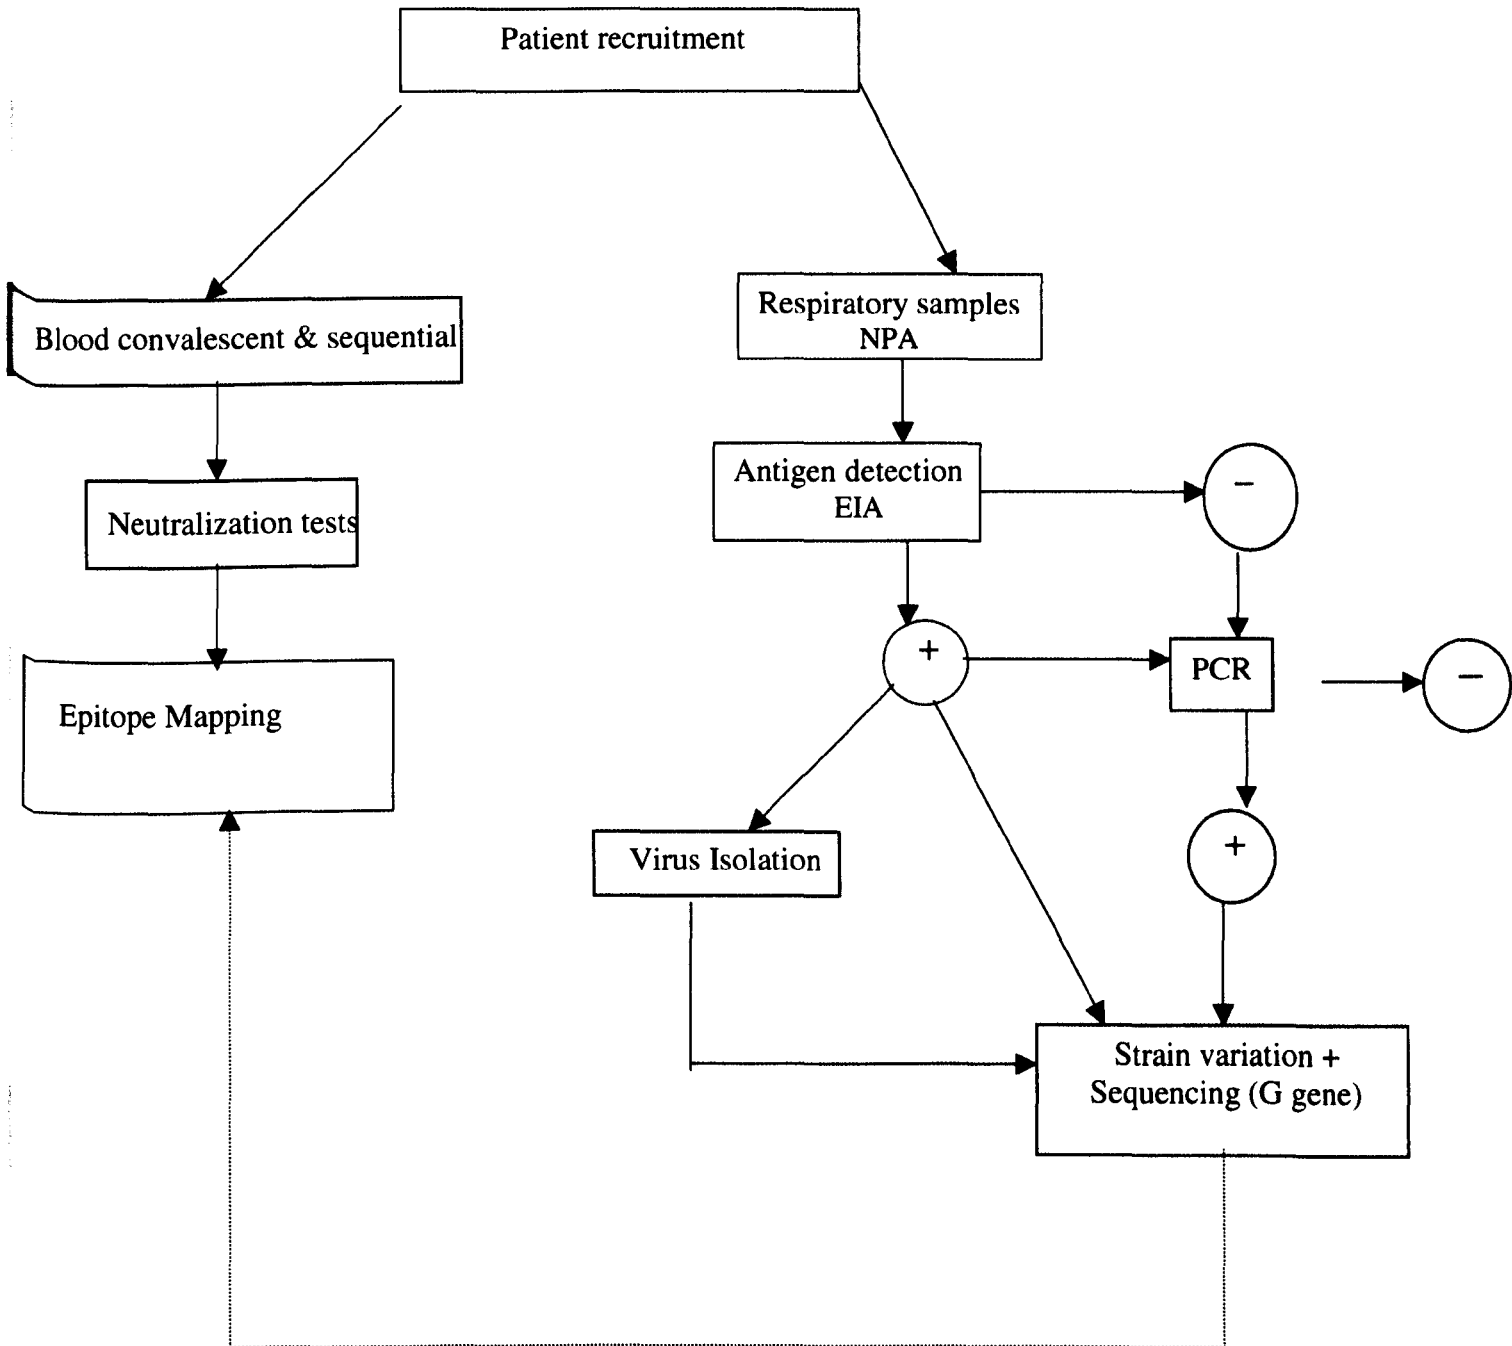 Patient recruitment
Blood convalescent & sequential
Respiratory samples
NPA
Antigen detection
EIA
−
Neutralization tests
+
PCR
−
Epitope Mapping
Virus Isolation
+
Strain variation +
Sequencing (G gene)